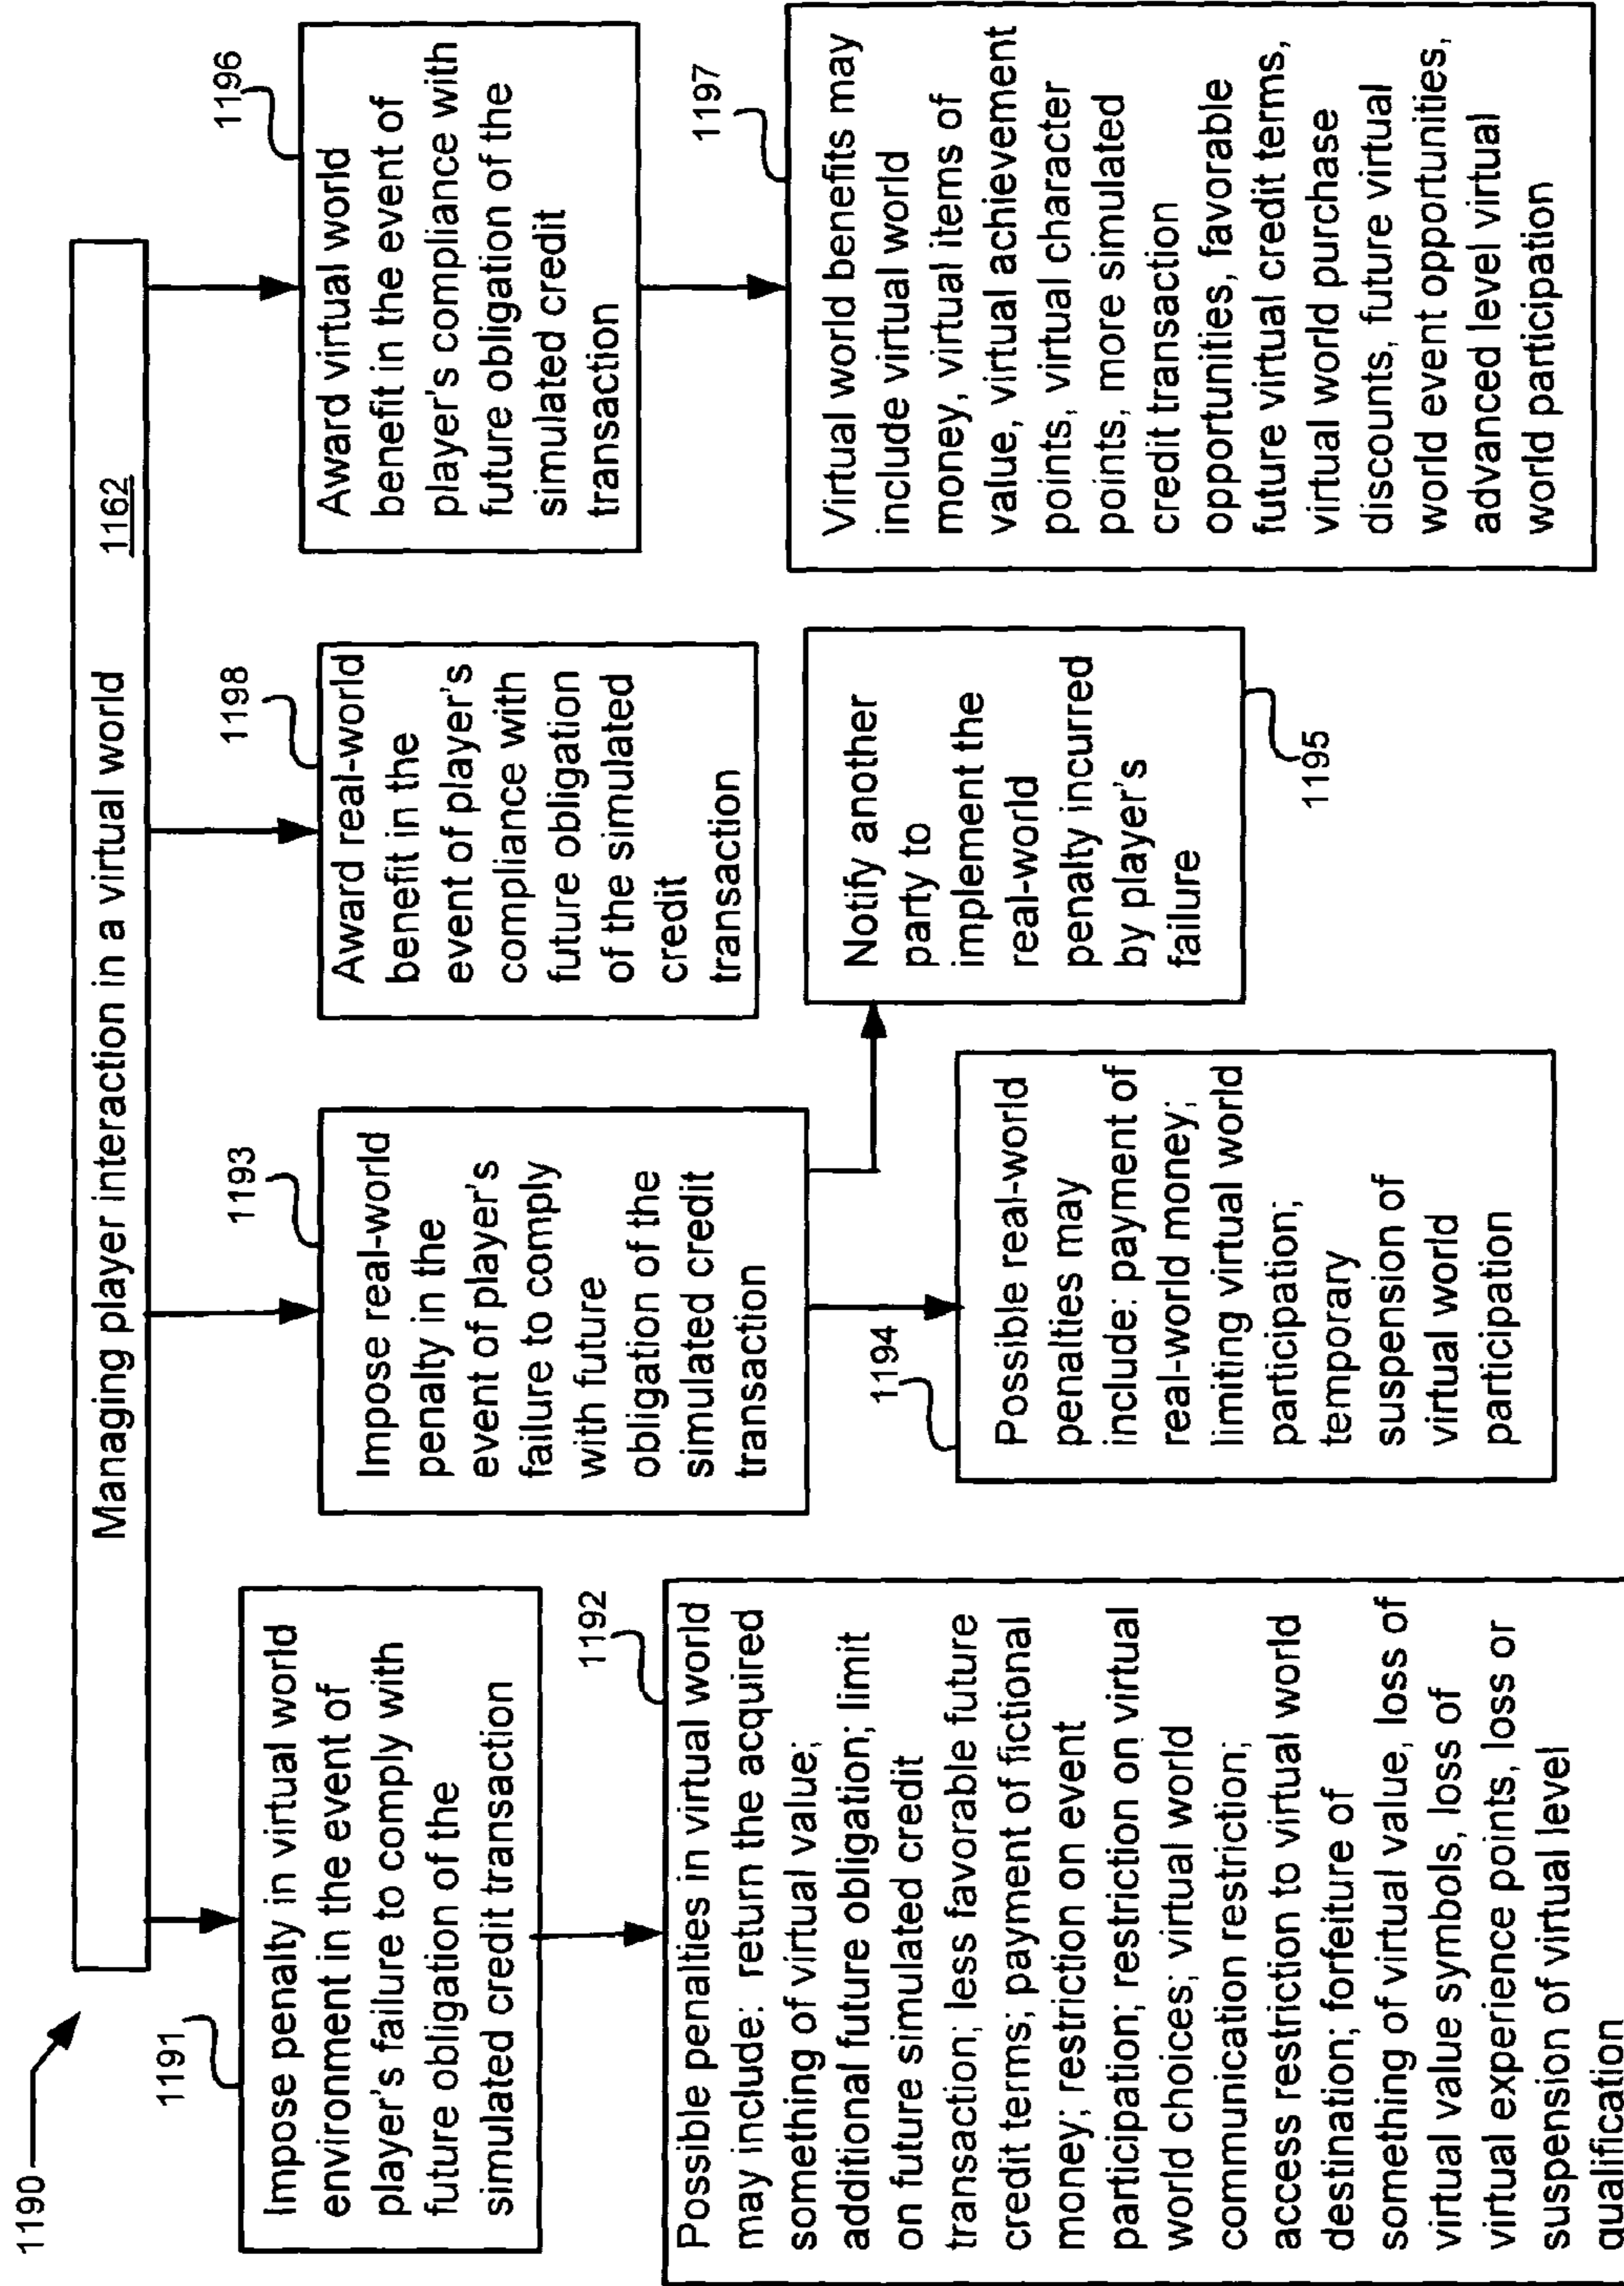 1190
Managing player interaction in a virtual world 1162
1191
Impose penalty in virtual world
environment in the event of
player's failure to comply with
future obligation of the
simulated credit transaction
1192
Possible penalties in virtual world
may include: return the acquired
something of virtual value;
additional future obligation; limit
on future simulated credit
transaction; less favorable future
credit terms; payment of fictional
money; restriction on event
participation; restriction on virtual
world choices; virtual world
communication restriction;
access restriction to virtual world
destination; forfeiture of
something of virtual value, loss of
virtual value symbols, loss of
virtual experience points, loss or
suspension of virtual level
qualification
1193
Impose real-world
penalty in the
event of player's
failure to comply
with future
obligation of the
simulated credit
transaction
1194
Possible real-world
penalties may
include: payment of
real-world money;
limiting virtual world
participation;
temporary
suspension of
virtual world
participation
1198
Award real-world
benefit in the
event of player's
compliance with
future obligation
of the simulated
credit
transaction
Notify another
party to
implement the
real-world
penalty incurred
by player's
failure
1195
1196
Award virtual world
benefit in the event of
player's compliance with
future obligation of the
simulated credit
transaction
1197
Virtual world benefits may
include virtual world
money, virtual items of
value, virtual achievement
points, virtual character
points, more simulated
credit transaction
opportunities, favorable
future virtual credit terms,
virtual world purchase
discounts, future virtual
world event opportunities,
advanced level virtual
world participation